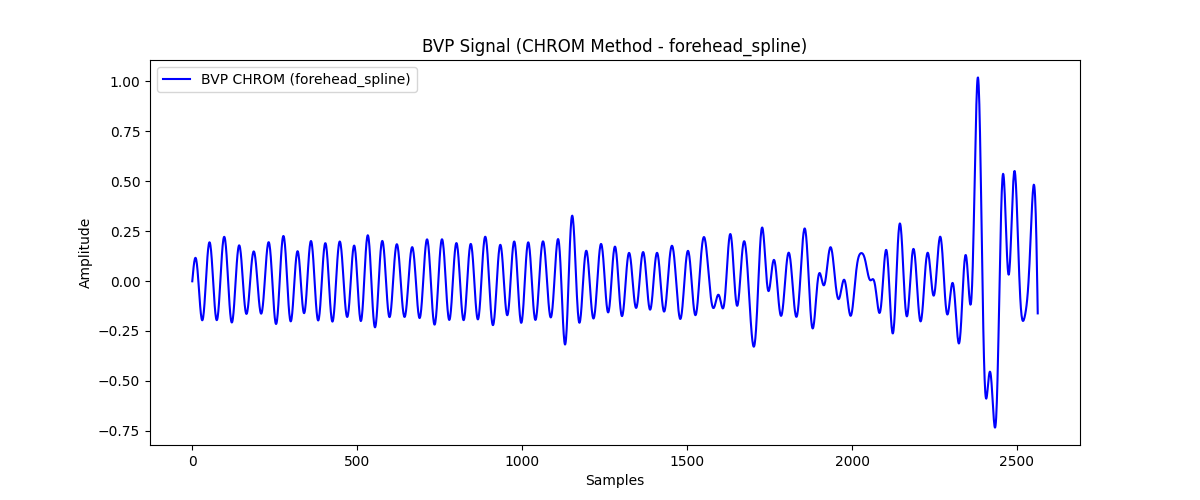 BVP Signal (CHROM Method - forehead_spline)
BVP CHROM (forehead_spline)
1.00
0.75
0.50
0.25
0.00
−0.25
−0.50
−0.75
Amplitude
0 500 1000 1500 2000 2500
Samples